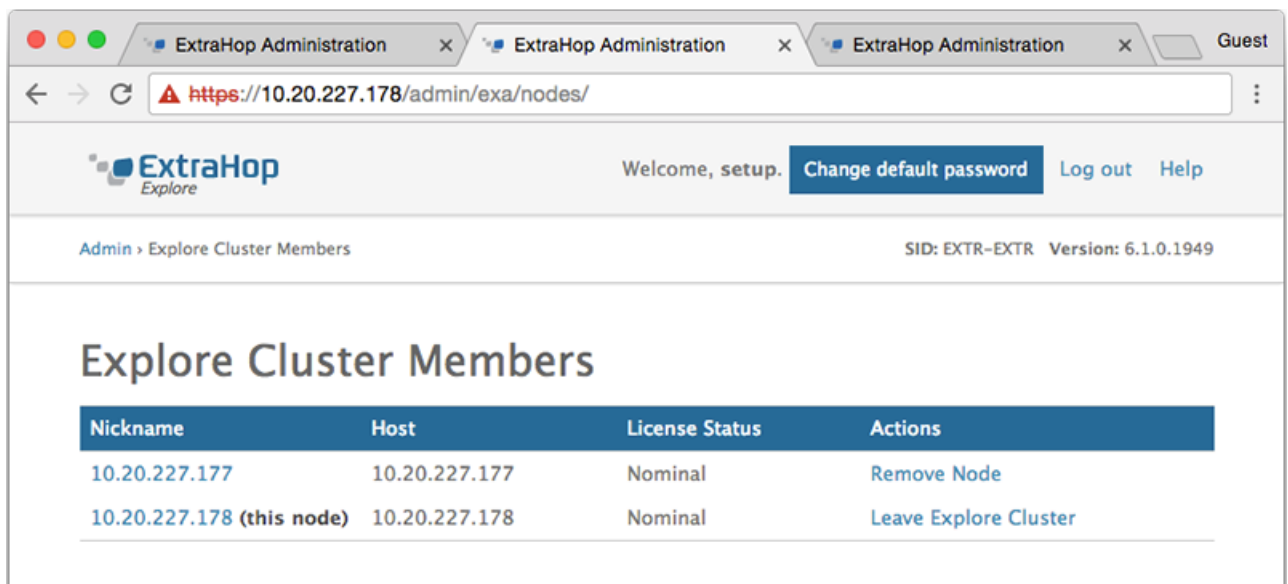 ExtraHop Administration ExtraHop Administration ExtraHop Administration Guest
https://10.20.227.178/admin/exa/nodes/
ExtraHop
Explore
Welcome, setup. Change default password Log out Help
Admin › Explore Cluster Members SID: EXTR-EXTR Version: 6.1.0.1949
Explore Cluster Members
Nickname Host License Status Actions
10.20.227.177 10.20.227.177 Nominal Remove Node
10.20.227.178 (this node) 10.20.227.178 Nominal Leave Explore Cluster